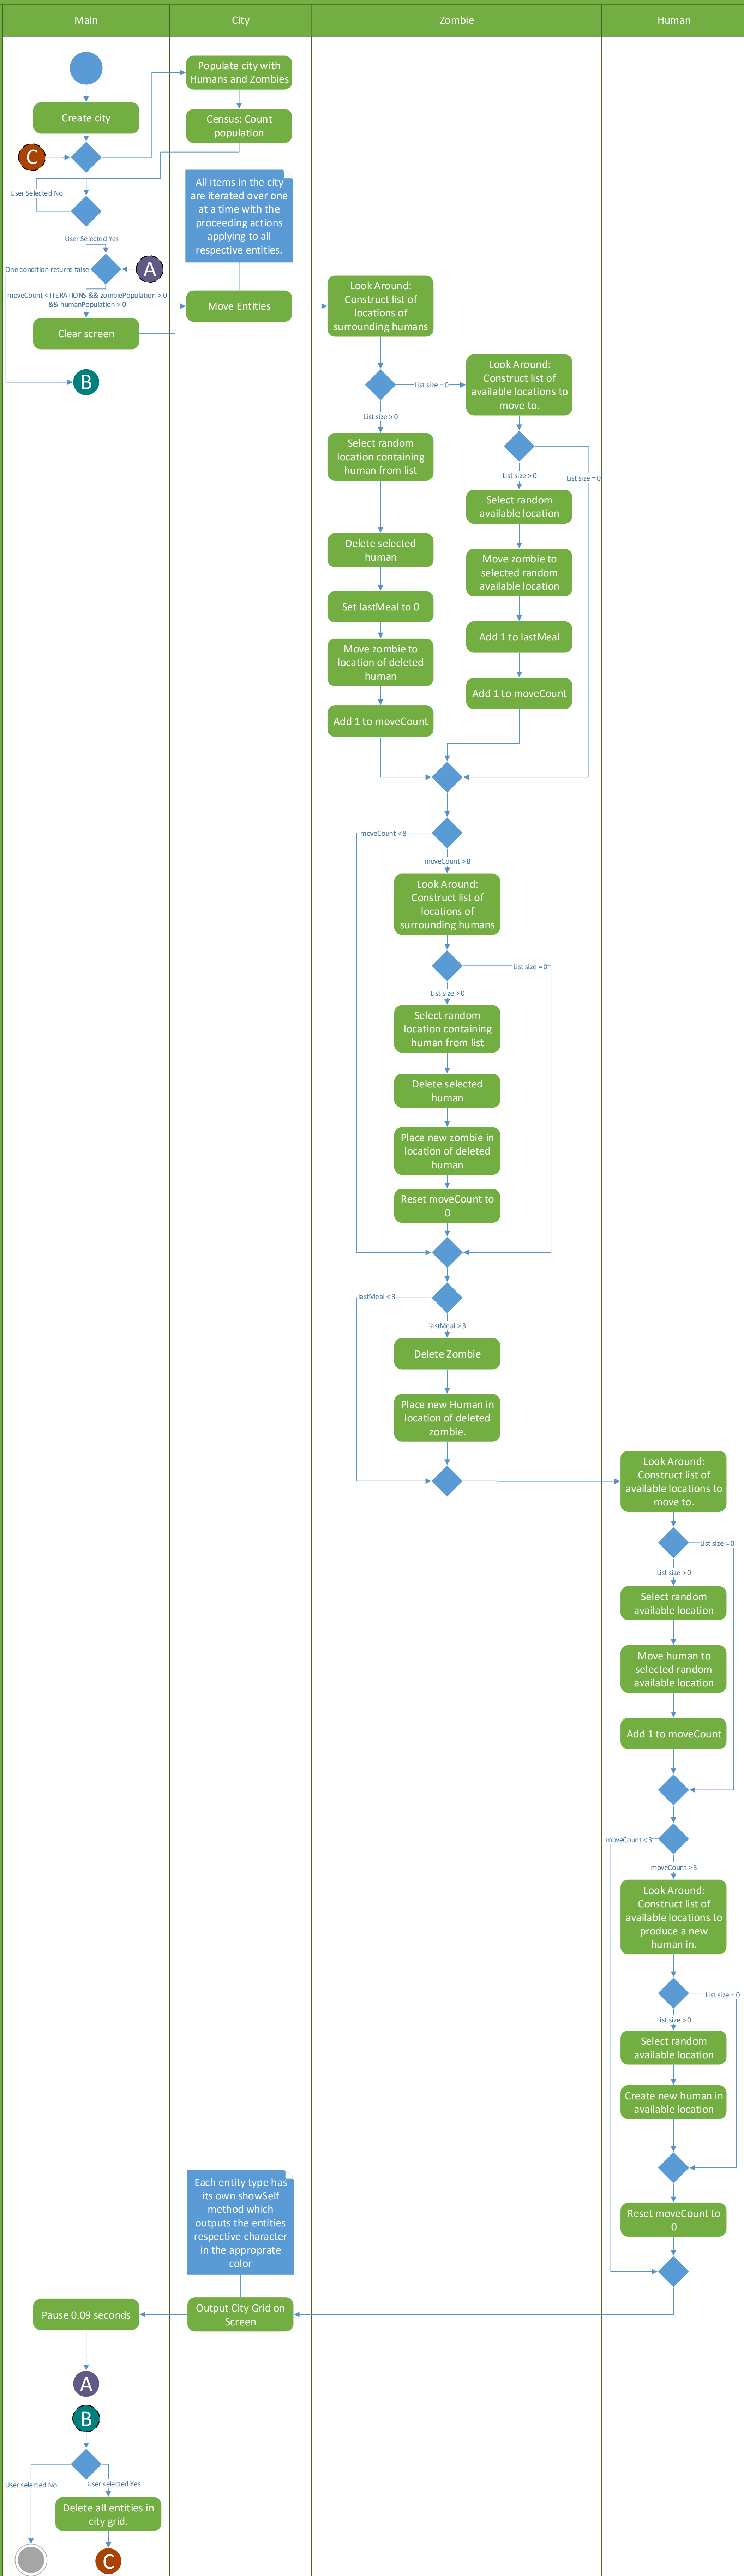 Main
City
Zombie
Human
Populate city with
Humans and Zombies
Create city
Census: Count
population
C
User Selected No
All items in the city
are iterated over one
at a time with the
proceeding actions
applying to all
respective entities.
User Selected Yes
One condition returns false
A
moveCount < ITERATIONS && zombiePopulation > 0
&& humanPopulation > 0
Clear screen
Move Entities
B
Look Around:
Construct list of
locations of
surrounding humans
List size = 0
Look Around:
Construct list of
available locations to
move to.
List size > 0
Select random
location containing
human from list
List size > 0
List size = 0
Select random
available location
Delete selected
human
Move zombie to
selected random
available location
Set lastMeal to 0
Add 1 to lastMeal
Move zombie to
location of deleted
human
Add 1 to moveCount
Add 1 to moveCount
moveCount < 8
moveCount > 8
Look Around:
Construct list of
locations of
surrounding humans
List size = 0
List size > 0
Select random
location containing
human from list
Delete selected
human
Place new zombie in
location of deleted
human
Reset moveCount to
0
lastMeal < 3
lastMeal > 3
Delete Zombie
Place new Human in
location of deleted
zombie.
Look Around:
Construct list of
available locations to
move to.
List size = 0
List size > 0
Select random
available location
Move human to
selected random
available location
Add 1 to moveCount
moveCount < 3
moveCount > 3
Look Around:
Construct list of
available locations to
produce a new
human in.
List size = 0
List size > 0
Select random
available location
Create new human in
available location
Reset moveCount to
0
Each entity type has
its own showSelf
method which
outputs the entities
respective character
in the approprate
color
Output City Grid on
Screen
Pause 0.09 seconds
A
B
User selected No
User selected Yes
Delete all entities in
city grid.
C